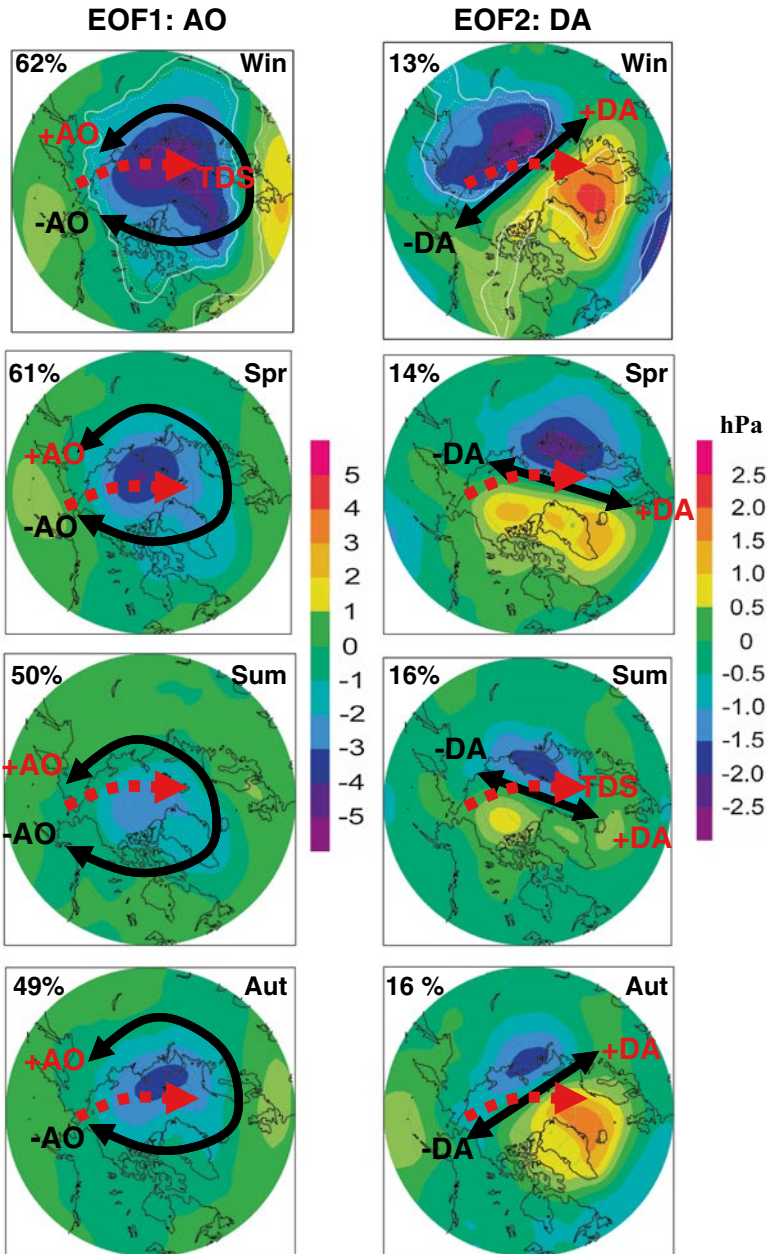 EOF1: AO
EOF2: DA
62%
Win
+AO
TDS
-AO
13%
Win
+DA
-DA
61%
Spr
+AO
-AO
14%
Spr
-DA
+DA
5
4
3
2
1
0
-1
-2
-3
-4
-5
hPa
2.5
2.0
1.5
1.0
0.5
0
-0.5
-1.0
-1.5
-2.0
-2.5
50%
Sum
+AO
-AO
16%
Sum
-DA
TDS
+DA
49%
Aut
+AO
-AO
16 %
Aut
+DA
-DA